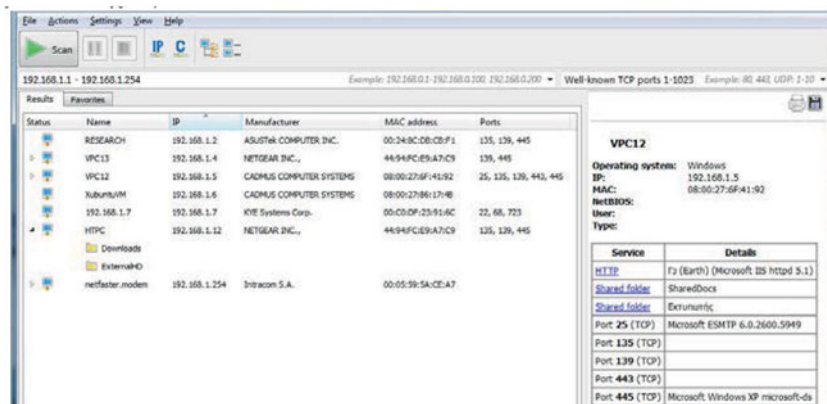 File Actions Settings View Help
Scan IP C
192.168.1.1 - 192.168.1.254 Example: 192.168.0.1-192.168.0.100, 192.168.0.200 Well-known TCP ports 1-1023 Example: 80, 443, UDP: 1-10
Results Favorites
Status Name IP Manufacturer MAC address Ports
RESEARCH 192.168.1.2 ASUSTek COMPUTER INC. 00:24:8C:DB:CB:F1 135, 139, 445
VPC13 192.168.1.4 NETGEAR INC., 44:94:FC:E9:A7:C9 139, 445
VPC12 192.168.1.5 CADMUS COMPUTER SYSTEMS 08:00:27:6F:41:92 25, 135, 139, 443, 445
XubuntuVM 192.168.1.6 CADMUS COMPUTER SYSTEMS 08:00:27:86:17:4B
192.168.1.7 192.168.1.7 KYE Systems Corp. 00:C0:DF:23:91:6C 22, 68, 723
HTPC 192.168.1.12 NETGEAR INC., 44:94:FC:E9:A7:C9 135, 139, 445
Downloads
ExternalHD
netfaster.modem 192.168.1.254 Intracom S.A. 00:05:59:5A:CE:A7
VPC12
Operating system: Windows
IP: 192.168.1.5
MAC: 08:00:27:6F:41:92
NetBIOS:
User:
Type:
Service Details
HTTP Γη (Earth) (Microsoft IIS httpd 5.1)
Shared folder SharedDocs
Shared folder Εκτυπωτής
Port 25 (TCP) Microsoft ESMTP 6.0.2600.5949
Port 135 (TCP)
Port 139 (TCP)
Port 443 (TCP)
Port 445 (TCP) Microsoft Windows XP microsoft-ds